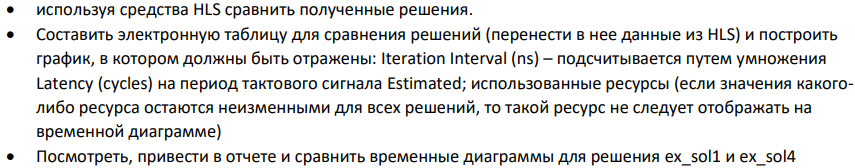 • используя средства HLS сравнить полученные решения.
• Составить электронную таблицу для сравнения решений (перенести в нее данные из HLS) и построить
график, в котором должны быть отражены: Iteration Interval (ns) – подсчитывается путем умножения
Latency (cycles) на период тактового сигнала Estimated; использованные ресурсы (если значения какого-
либо ресурса остаются неизменными для всех решений, то такой ресурс не следует отображать на
временной диаграмме)
• Посмотреть, привести в отчете и сравнить временные диаграммы для решения ex_sol1 и ex_sol4